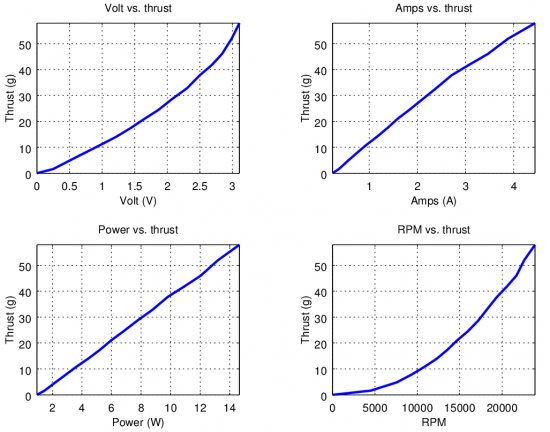 Volt vs. thrust
Thrust (g)
50
40
30
20
10
0
0 0.5 1 1.5 2 2.5 3
Volt (V)
Amps vs. thrust
Thrust (g)
50
40
30
20
10
0
1 2 3 4
Amps (A)
Power vs. thrust
Thrust (g)
50
40
30
20
10
0
2 4 6 8 10 12 14
Power (W)
RPM vs. thrust
Thrust (g)
50
40
30
20
10
0
0 5000 10000 15000 20000
RPM